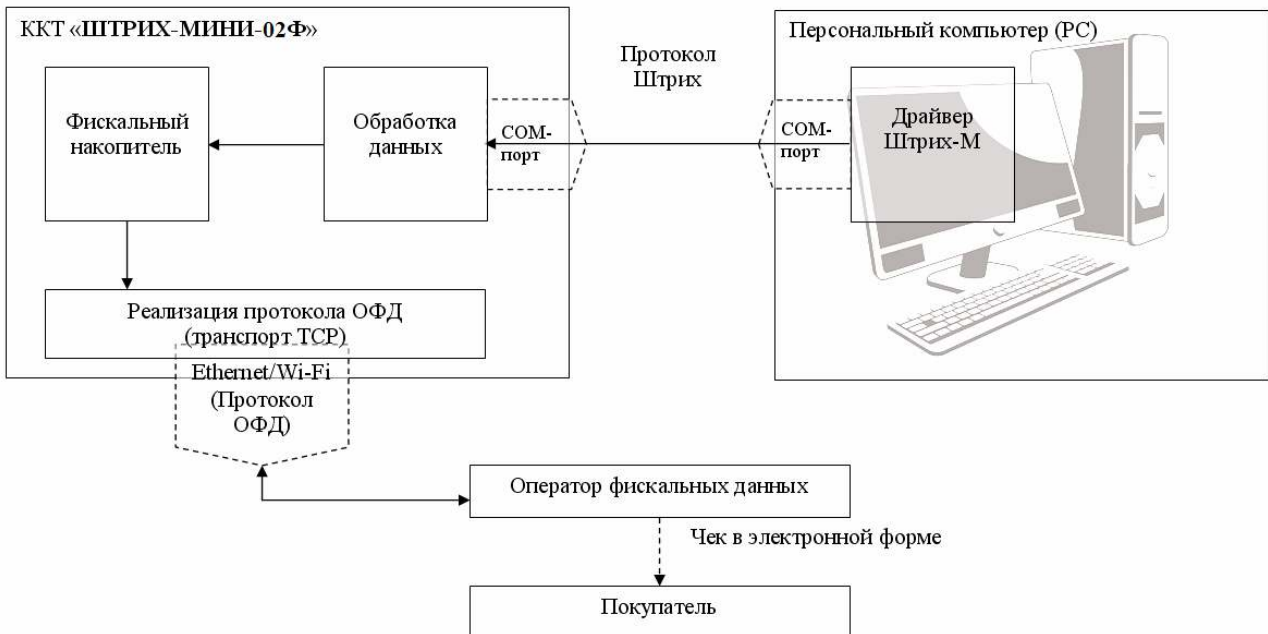 ККТ «ШТРИХ-МИНИ-02Ф»
Фискальный
накопитель
Обработка
данных
COM-
порт
Протокол
Штрих
Персональный компьютер (PC)
COM-
порт
Драйвер
Штрих-М
Реализация протокола ОФД
(транспорт TCP)
Ethernet/Wi-Fi
(Протокол
ОФД)
Оператор фискальных данных
Чек в электронной форме
Покупатель